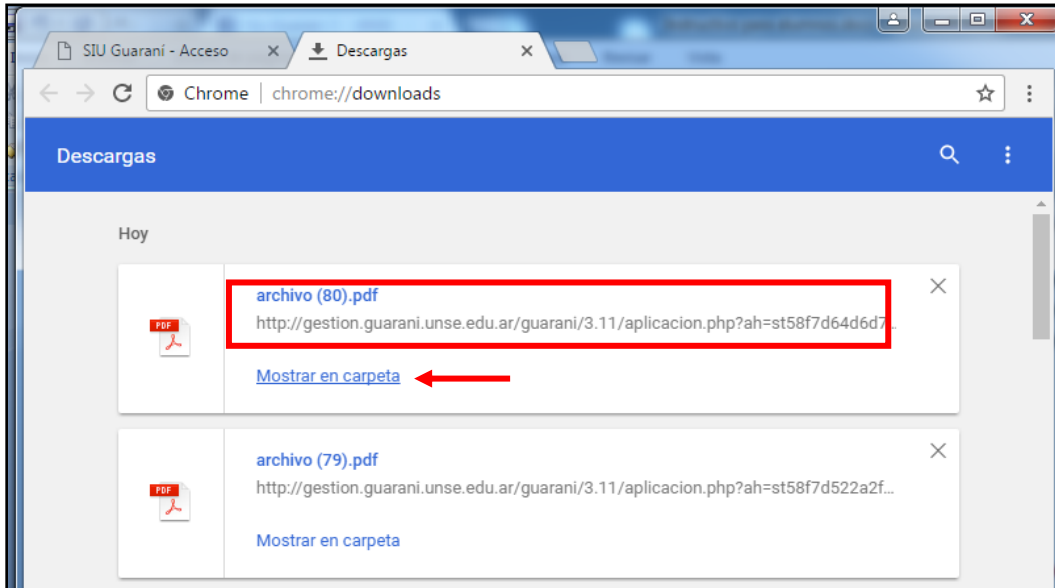 SIU Guaraní - Acceso
Descargas
Chrome | chrome://downloads
Descargas
Hoy
PDF
archivo (80).pdf
http://gestion.guarani.unse.edu.ar/guarani/3.11/aplicacion.php?ah=st58f7d64d6d7...
Mostrar en carpeta
PDF
archivo (79).pdf
http://gestion.guarani.unse.edu.ar/guarani/3.11/aplicacion.php?ah=st58f7d522a2f...
Mostrar en carpeta